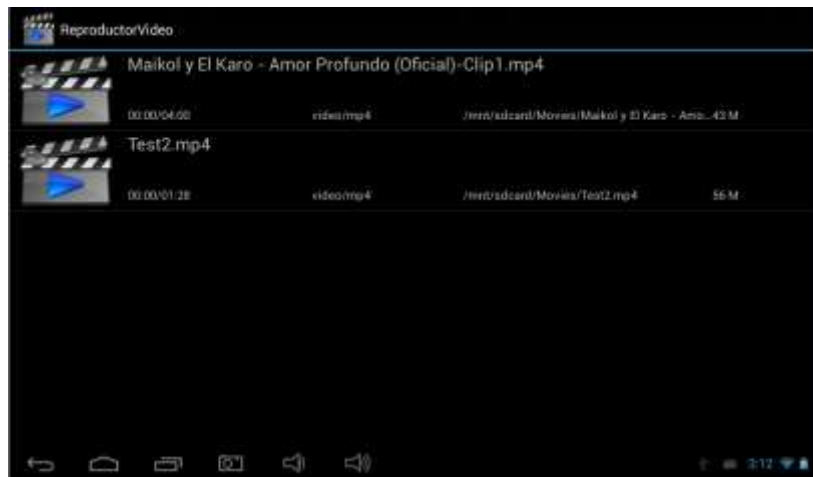 ReproductorVideo
Maikol y El Karo - Amor Profundo (Oficial)-Clip1.mp4
00:00/04:00 video/mp4 /mnt/sdcard/Movies/Maikol y El Karo - Amo... 43 M
Test2.mp4
00:00/01:28 video/mp4 /mnt/sdcard/Movies/Test2.mp4 56 M
3:12